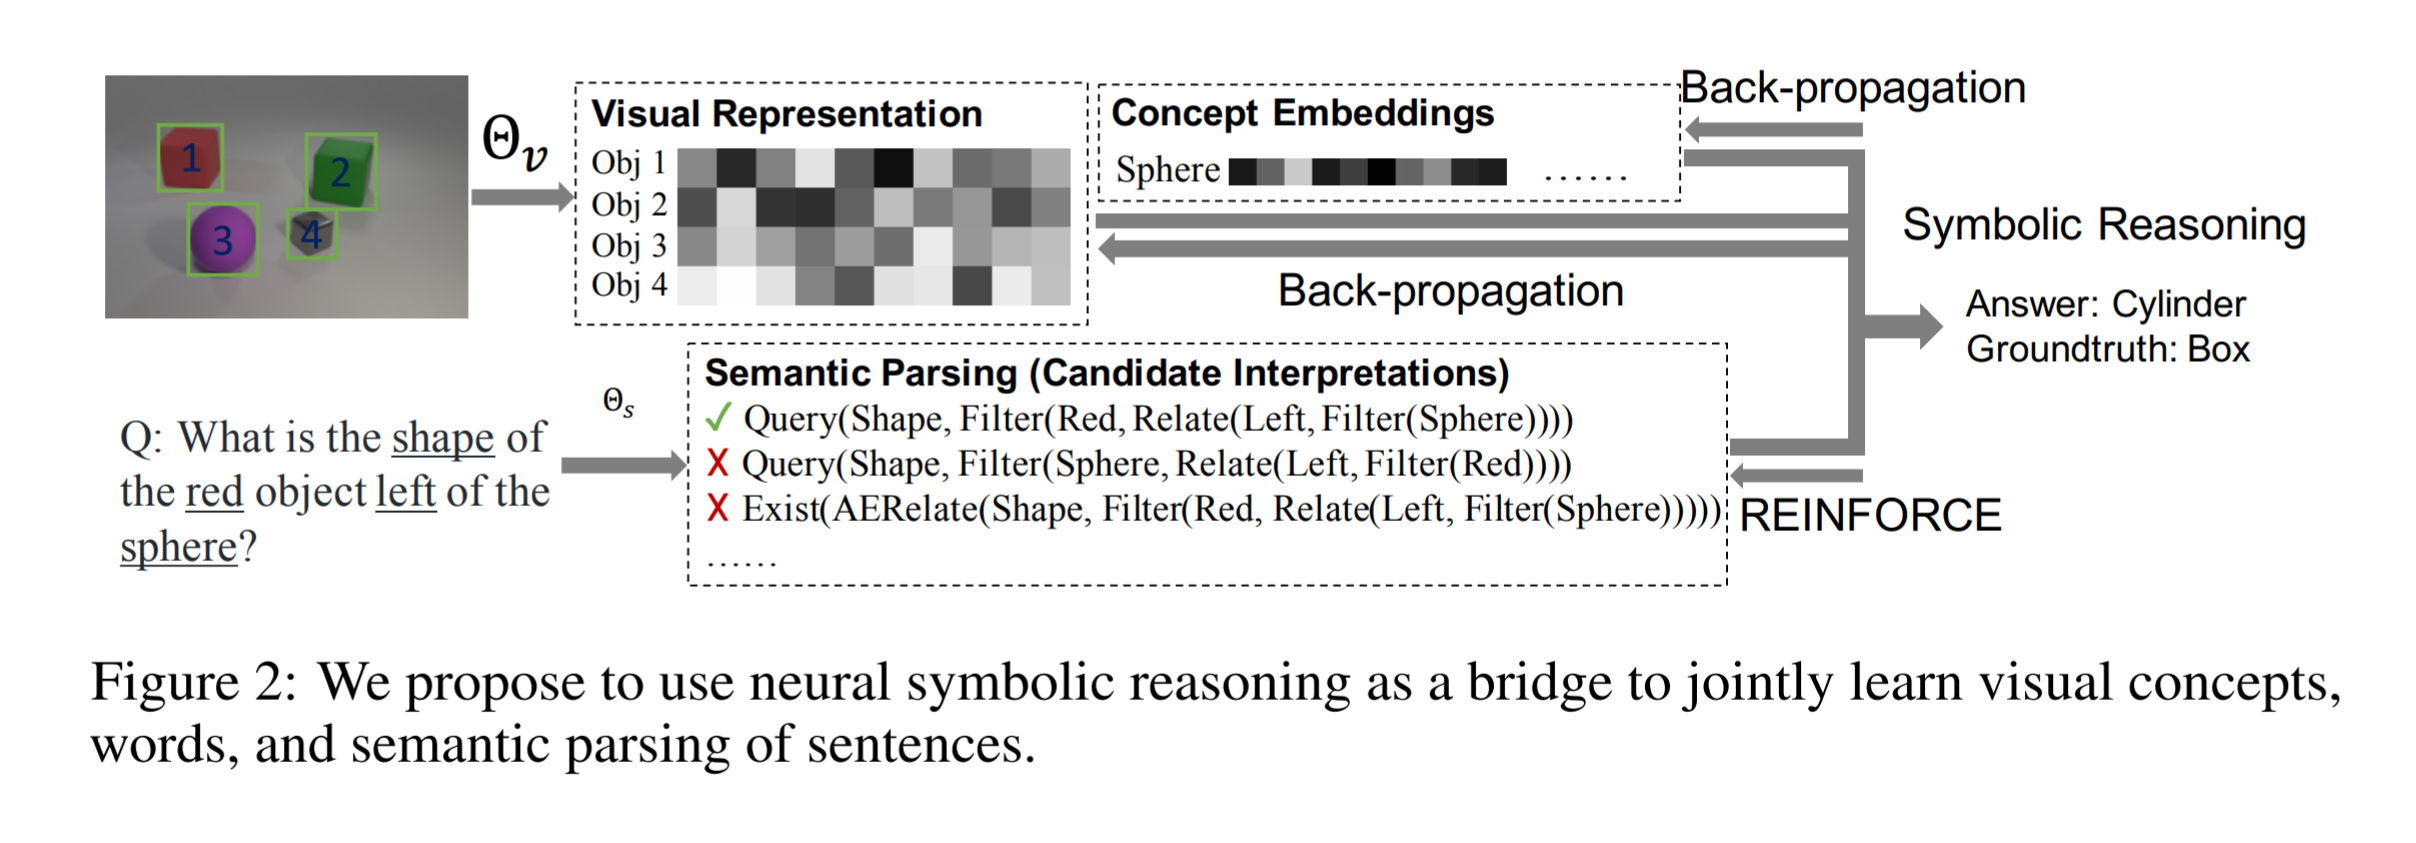 1
2
3
4
Θv
Visual Representation
Obj 1
Obj 2
Obj 3
Obj 4
Concept Embeddings
Sphere ......
Back-propagation
Back-propagation
Symbolic Reasoning
Answer: Cylinder
Groundtruth: Box
Q: What is the shape of
the red object left of the
sphere?
Θs
Semantic Parsing (Candidate Interpretations)
✓ Query(Shape, Filter(Red, Relate(Left, Filter(Sphere))))
X Query(Shape, Filter(Sphere, Relate(Left, Filter(Red))))
X Exist(AERelate(Shape, Filter(Red, Relate(Left, Filter(Sphere)))))
......
REINFORCE
Figure 2: We propose to use neural symbolic reasoning as a bridge to jointly learn visual concepts,
words, and semantic parsing of sentences.